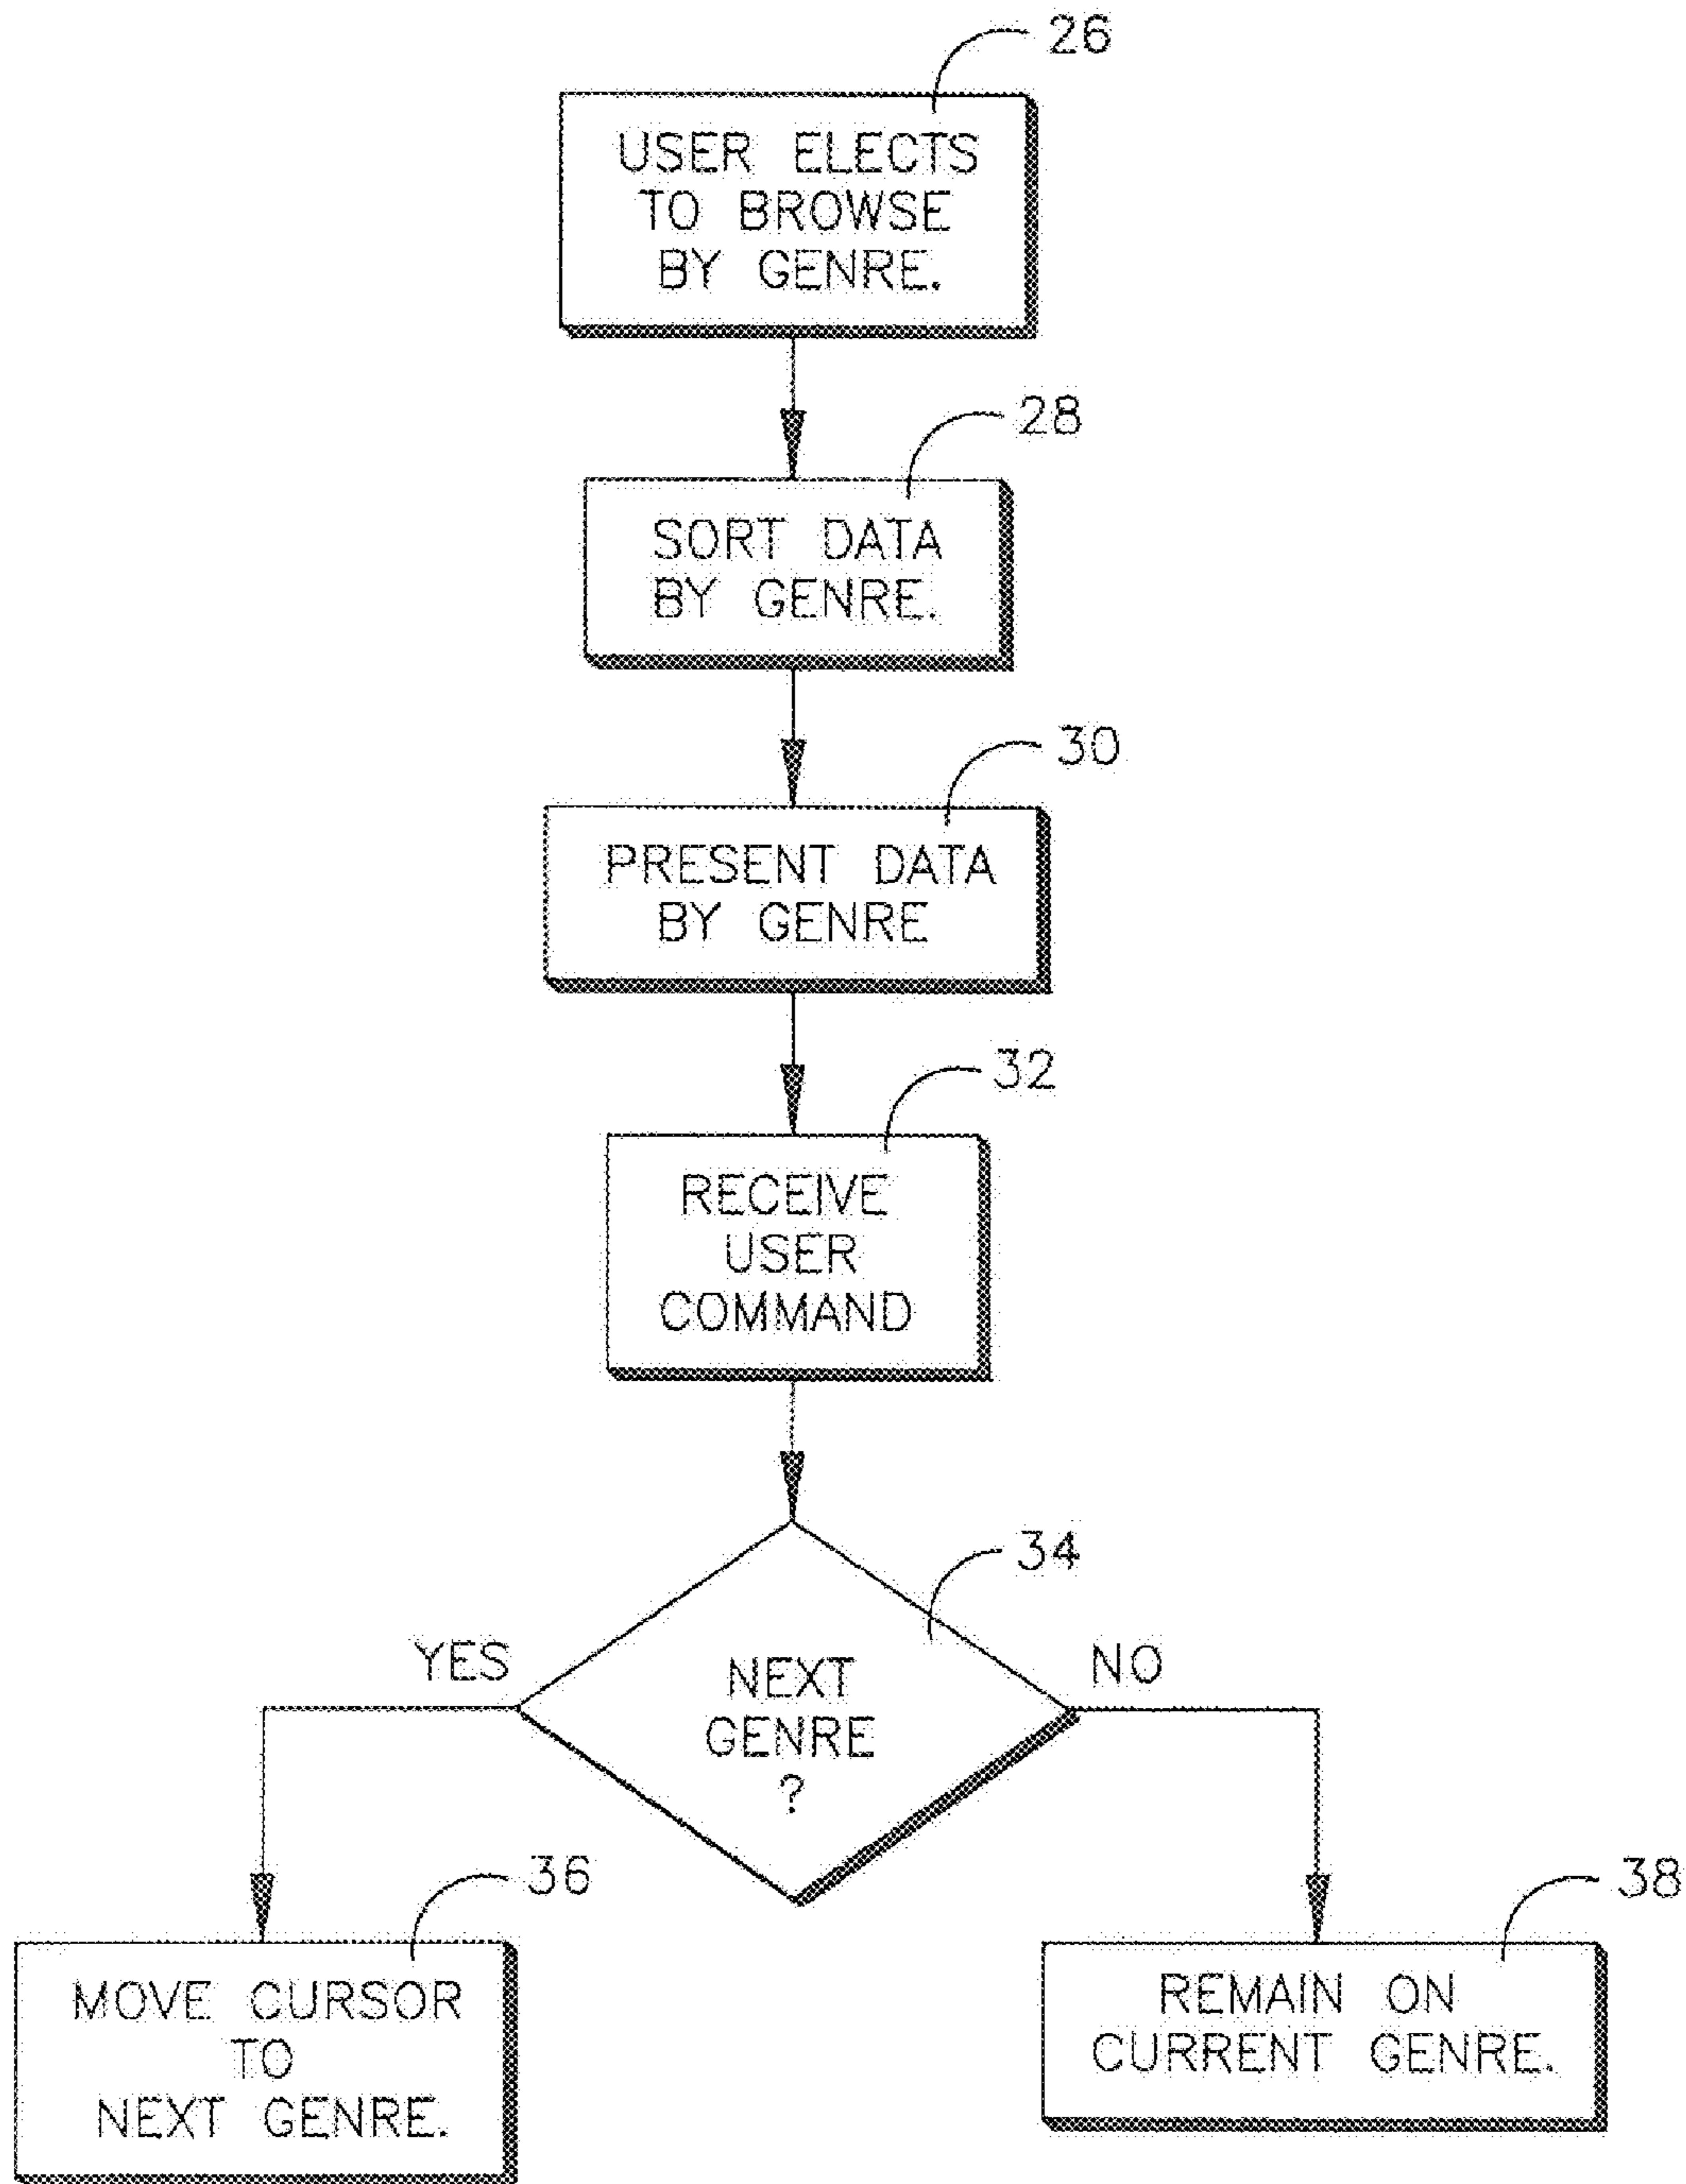 26
USER ELECTS
TO BROWSE
BY GENRE.
28
SORT DATA
BY GENRE.
30
PRESENT DATA
BY GENRE
32
RECEIVE
USER
COMMAND
34
YES
NO
NEXT
GENRE
?
36
38
MOVE CURSOR
TO
NEXT GENRE.
REMAIN ON
CURRENT GENRE.